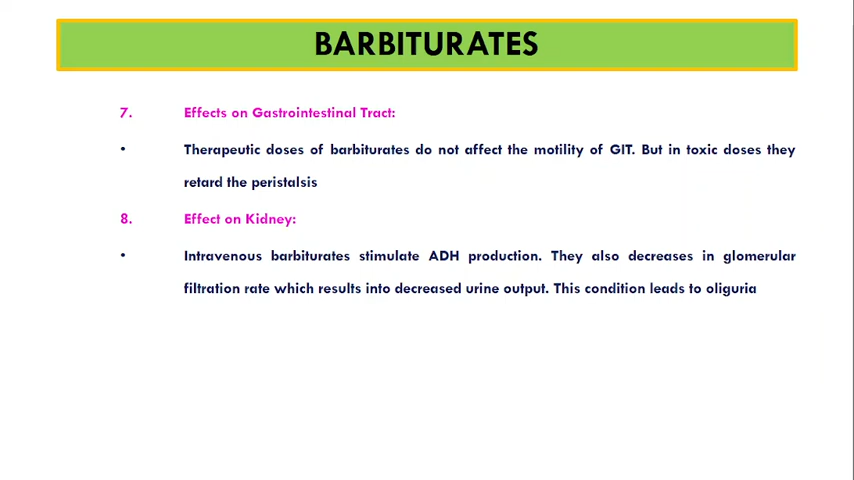 BARBITURATES
7. Effects on Gastrointestinal Tract:
• Therapeutic doses of barbiturates do not affect the motility of GIT. But in toxic doses they
retard the peristalsis
8. Effect on Kidney:
• Intravenous barbiturates stimulate ADH production. They also decreases in glomerular
filtration rate which results into decreased urine output. This condition leads to oliguria